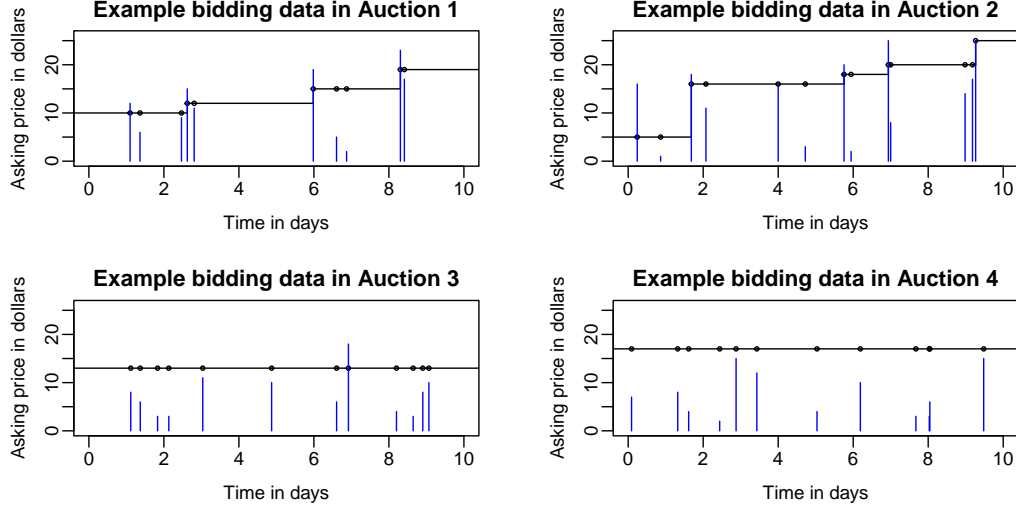 Example bidding data in Auction 1
Asking price in dollars
0 10 20
0 2 4 6 8 10
Time in days
Example bidding data in Auction 2
Asking price in dollars
0 10 20
0 2 4 6 8 10
Time in days
Example bidding data in Auction 3
Asking price in dollars
0 10 20
0 2 4 6 8 10
Time in days
Example bidding data in Auction 4
Asking price in dollars
0 10 20
0 2 4 6 8 10
Time in days